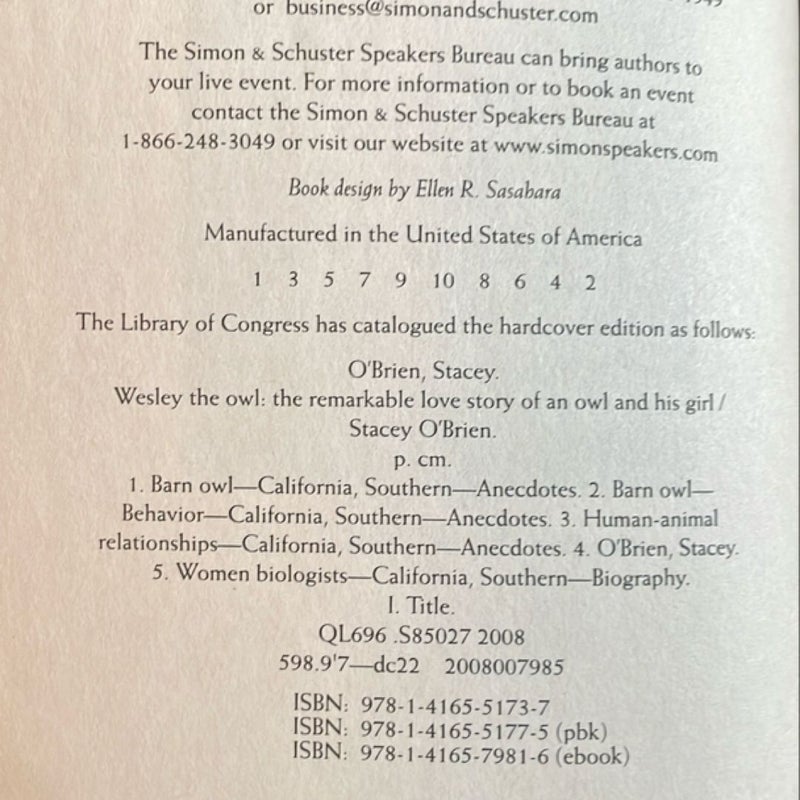 or business@simonandschuster.com
The Simon & Schuster Speakers Bureau can bring authors to
your live event. For more information or to book an event
contact the Simon & Schuster Speakers Bureau at
1-866-248-3049 or visit our website at www.simonspeakers.com
Book design by Ellen R. Sasahara
Manufactured in the United States of America
1 3 5 7 9 10 8 6 4 2
The Library of Congress has catalogued the hardcover edition as follows:
O'Brien, Stacey.
Wesley the owl: the remarkable love story of an owl and his girl /
Stacey O'Brien.
p. cm.
1. Barn owl—California, Southern—Anecdotes. 2. Barn owl—
Behavior—California, Southern—Anecdotes. 3. Human-animal
relationships—California, Southern—Anecdotes. 4. O'Brien, Stacey.
5. Women biologists—California, Southern—Biography.
I. Title.
QL696 .S85027 2008
598.9'7—dc22 2008007985
ISBN: 978-1-4165-5173-7
ISBN: 978-1-4165-5177-5 (pbk)
ISBN: 978-1-4165-7981-6 (ebook)